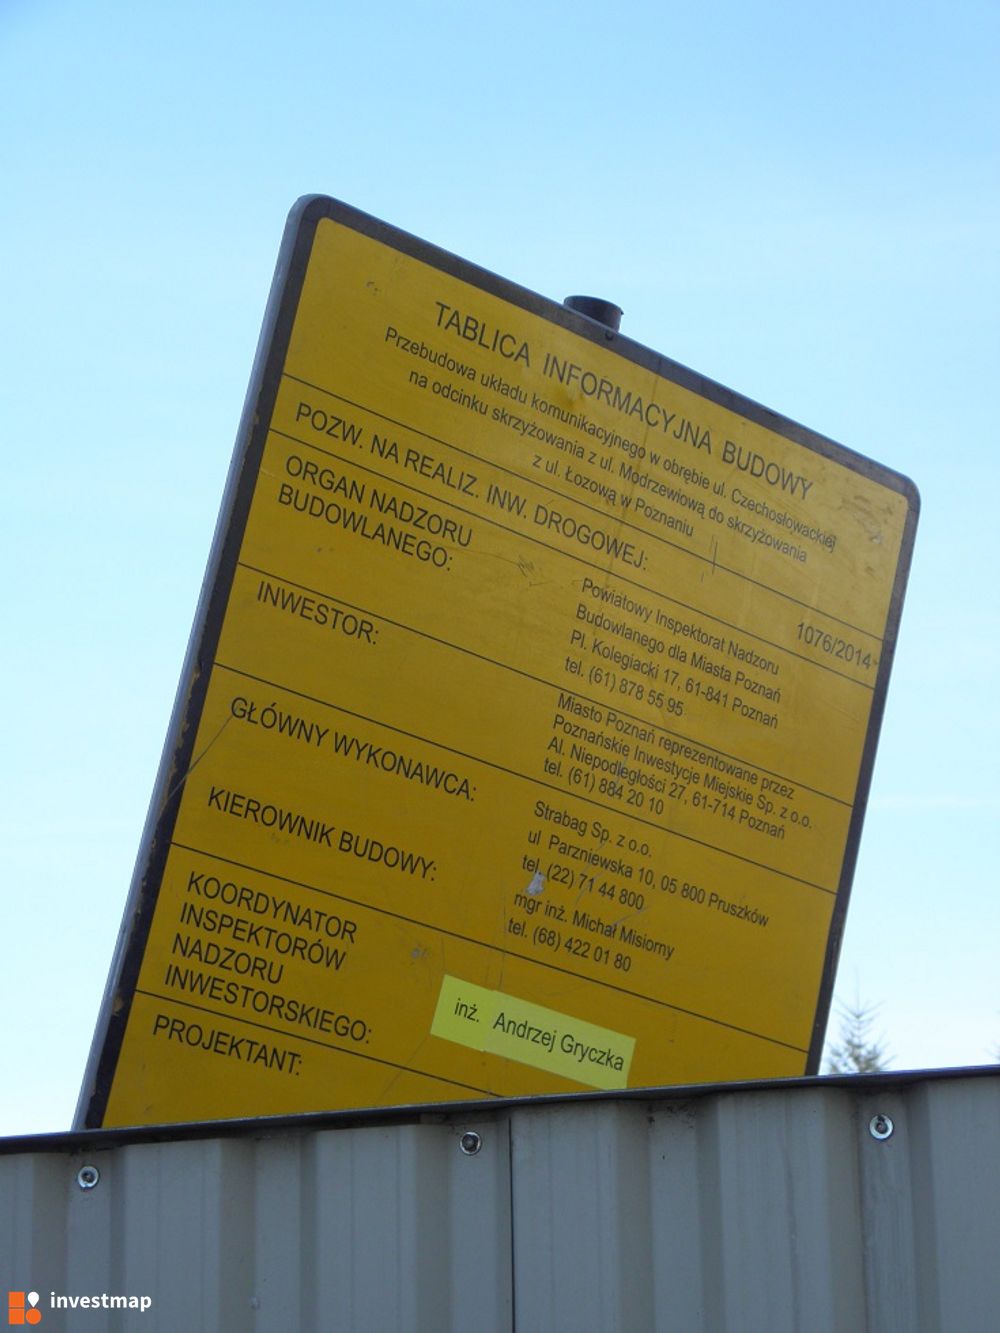 TABLICA INFORMACYJNA BUDOWY
Przebudowa układu komunikacyjnego w obrębie ul. Czechosłowackiej
na odcinku skrzyżowania z ul. Modrzewiową do skrzyżowania
z ul. Łozową w Poznaniu
POZW. NA REALIZ. INW. DROGOWEJ:
1076/2014
ORGAN NADZORU
BUDOWLANEGO:
Powiatowy Inspektorat Nadzoru
Budowlanego dla Miasta Poznań
Pl. Kolegiacki 17, 61-841 Poznań
tel. (61) 878 55 95
INWESTOR:
Miasto Poznań reprezentowane przez
Poznańskie Inwestycje Miejskie Sp. z o.o.
Al. Niepodległości 27, 61-714 Poznań
tel. (61) 884 20 10
GŁÓWNY WYKONAWCA:
Strabag Sp. z o.o.
ul Parzniewska 10, 05 800 Pruszków
tel. (22) 71 44 800
KIEROWNIK BUDOWY:
mgr inż. Michał Misiorny
tel. (68) 422 01 80
KOORDYNATOR
INSPEKTORÓW
NADZORU
INWESTORSKIEGO:
inż. Andrzej Gryczka
PROJEKTANT:
investmap